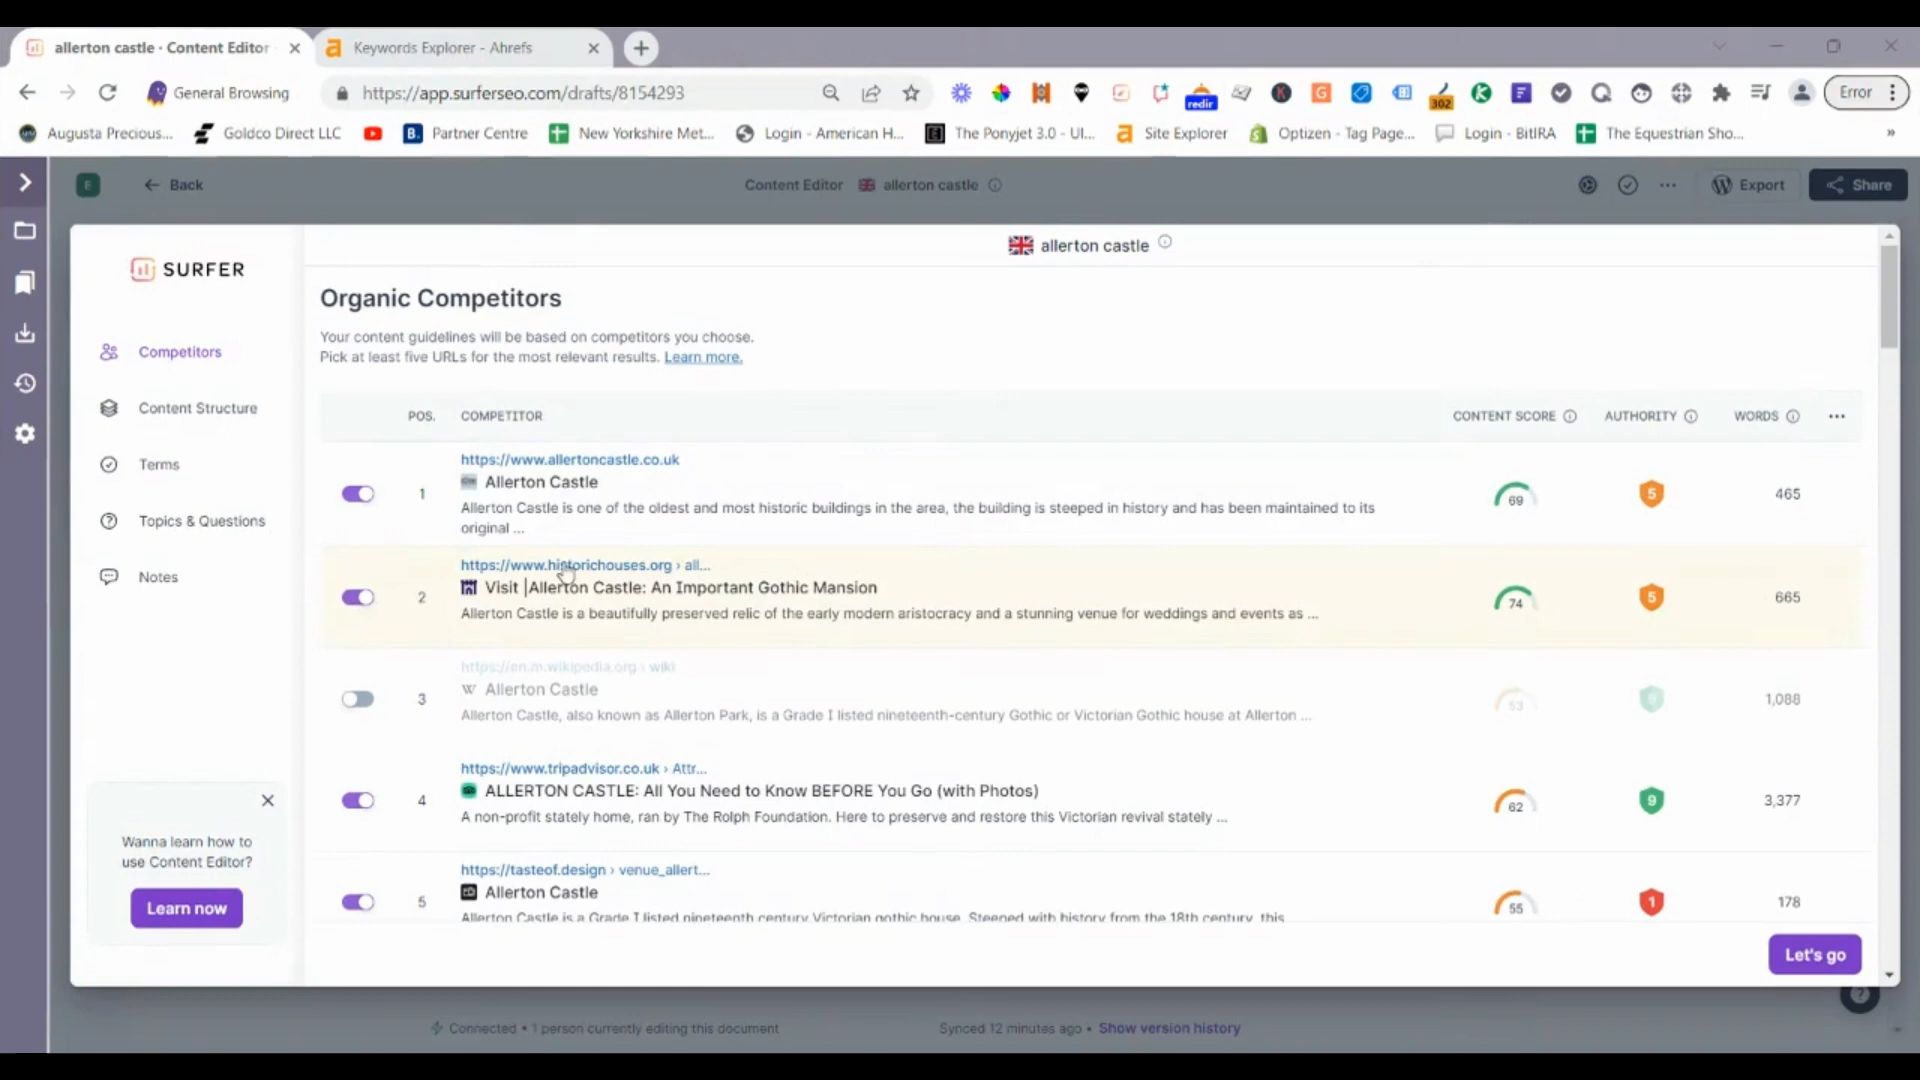 allerton castle · Content Editor
Keywords Explorer - Ahrefs
General Browsing
https://app.surferseo.com/drafts/8154293
redir
302
Error
Augusta Precious...
Goldco Direct LLC
Partner Centre
New Yorkshire Met...
Login - American H...
The Ponyjet 3.0 - UI...
Site Explorer
Optizen - Tag Page...
Login - BitIRA
The Equestrian Sho...
»
E
Back
Content Editor
allerton castle
Export
Share
SURFER
allerton castle
Competitors
Content Structure
Terms
Topics & Questions
Notes
Organic Competitors
Your content guidelines will be based on competitors you choose.
Pick at least five URLs for the most relevant results. Learn more.
POS. COMPETITOR CONTENT SCORE AUTHORITY WORDS
https://www.allertoncastle.co.uk
Allerton Castle
1 69 5 465
Allerton Castle is one of the oldest and most historic buildings in the area, the building is steeped in history and has been maintained to its
original ...
https://www.historichouses.org › all...
Visit |Allerton Castle: An Important Gothic Mansion
2 74 5 665
Allerton Castle is a beautifully preserved relic of the early modern aristocracy and a stunning venue for weddings and events as ...
https://en.m.wikipedia.org › wiki
W Allerton Castle
3 53 1,088
Allerton Castle, also known as Allerton Park, is a Grade I listed nineteenth-century Gothic or Victorian Gothic house at Allerton ...
https://www.tripadvisor.co.uk › Attr...
ALLERTON CASTLE: All You Need to Know BEFORE You Go (with Photos)
4 62 9 3,377
A non-profit stately home, ran by The Rolph Foundation. Here to preserve and restore this Victorian revival stately ...
https://tasteof.design › venue_allert...
Allerton Castle
5 55 1 178
Allerton Castle is a Grade I listed nineteenth century Victorian gothic house. Steeped with history from the 18th century, this
Wanna learn how to
use Content Editor?
Learn now
Let's go
Connected • 1 person currently editing this document
Synced 12 minutes ago • Show version history